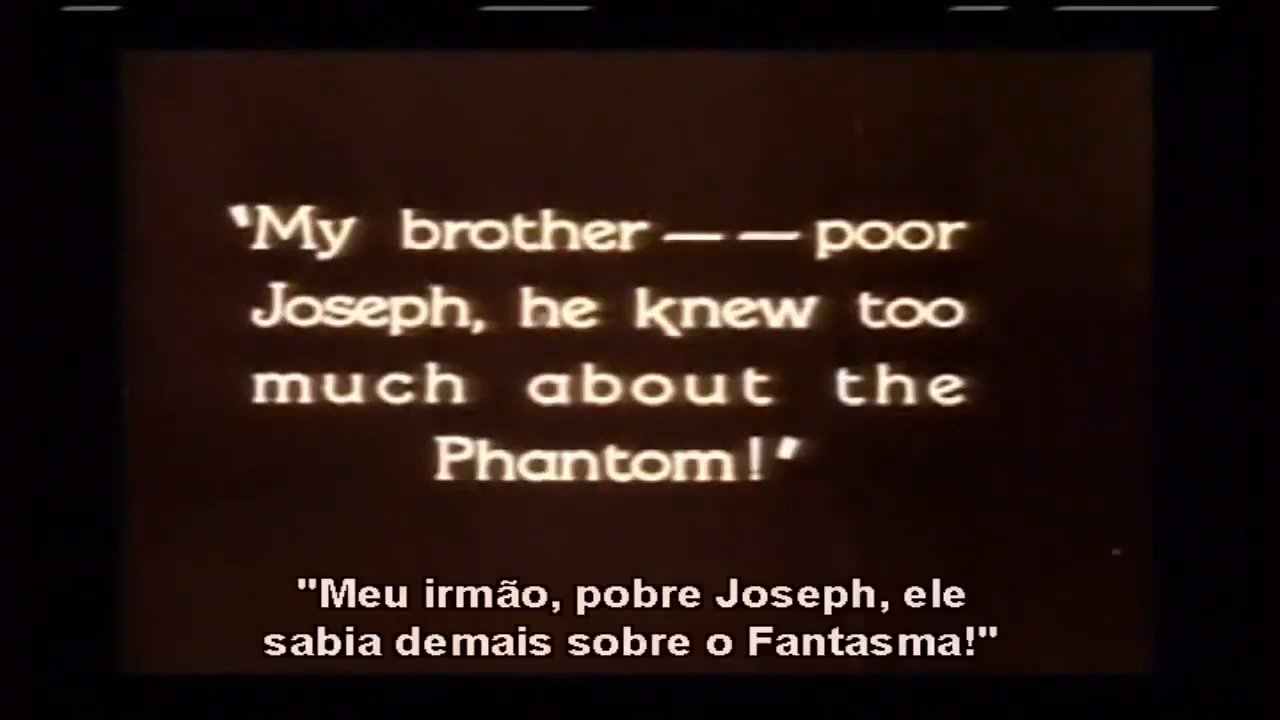 "My brother — — poor
Joseph, he knew too
much about the
Phantom!"
"Meu irmão, pobre Joseph, ele
sabia demais sobre o Fantasma!"